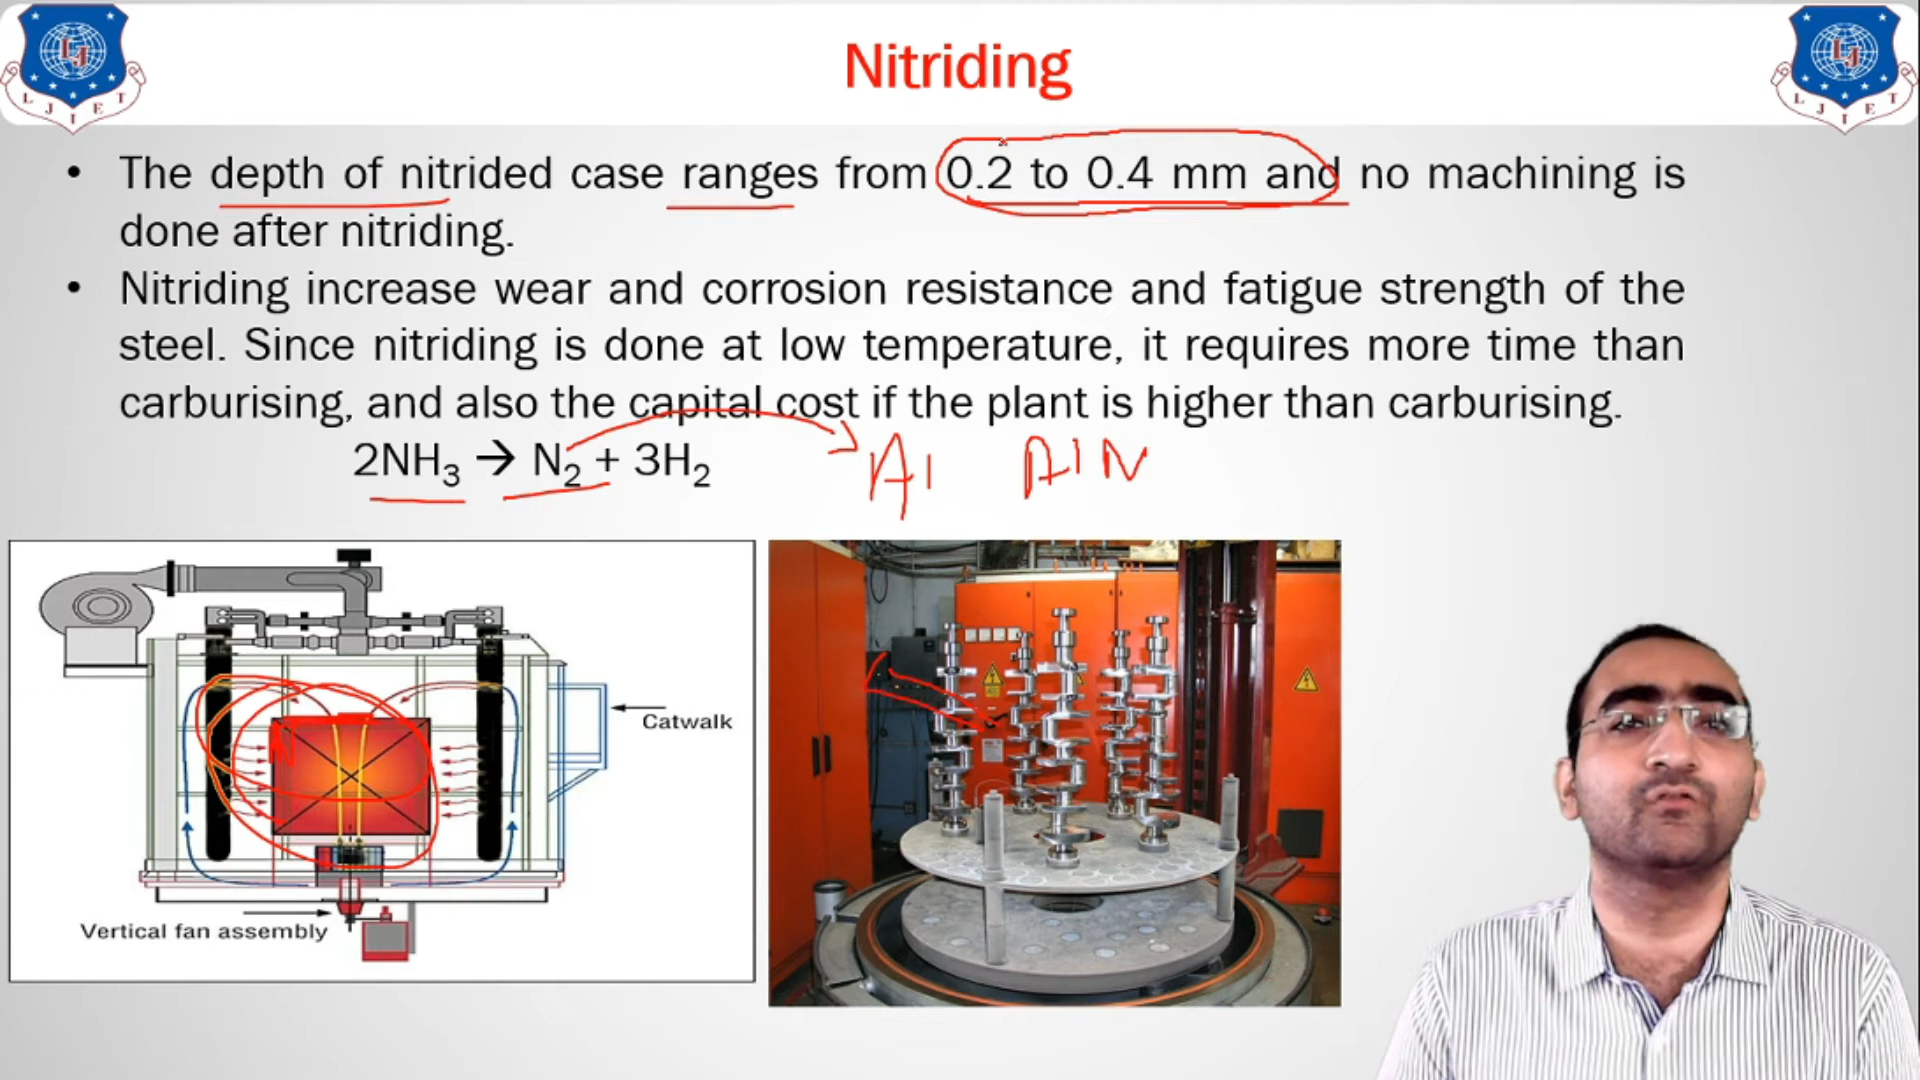 Nitriding
L J I E T
L J I E T
• The depth of nitrided case ranges from 0.2 to 0.4 mm and no machining is
done after nitriding.
• Nitriding increase wear and corrosion resistance and fatigue strength of the
steel. Since nitriding is done at low temperature, it requires more time than
carburising, and also the capital cost if the plant is higher than carburising.
2NH₃ → N₂ + 3H₂ Al AlN
Catwalk
Vertical fan assembly